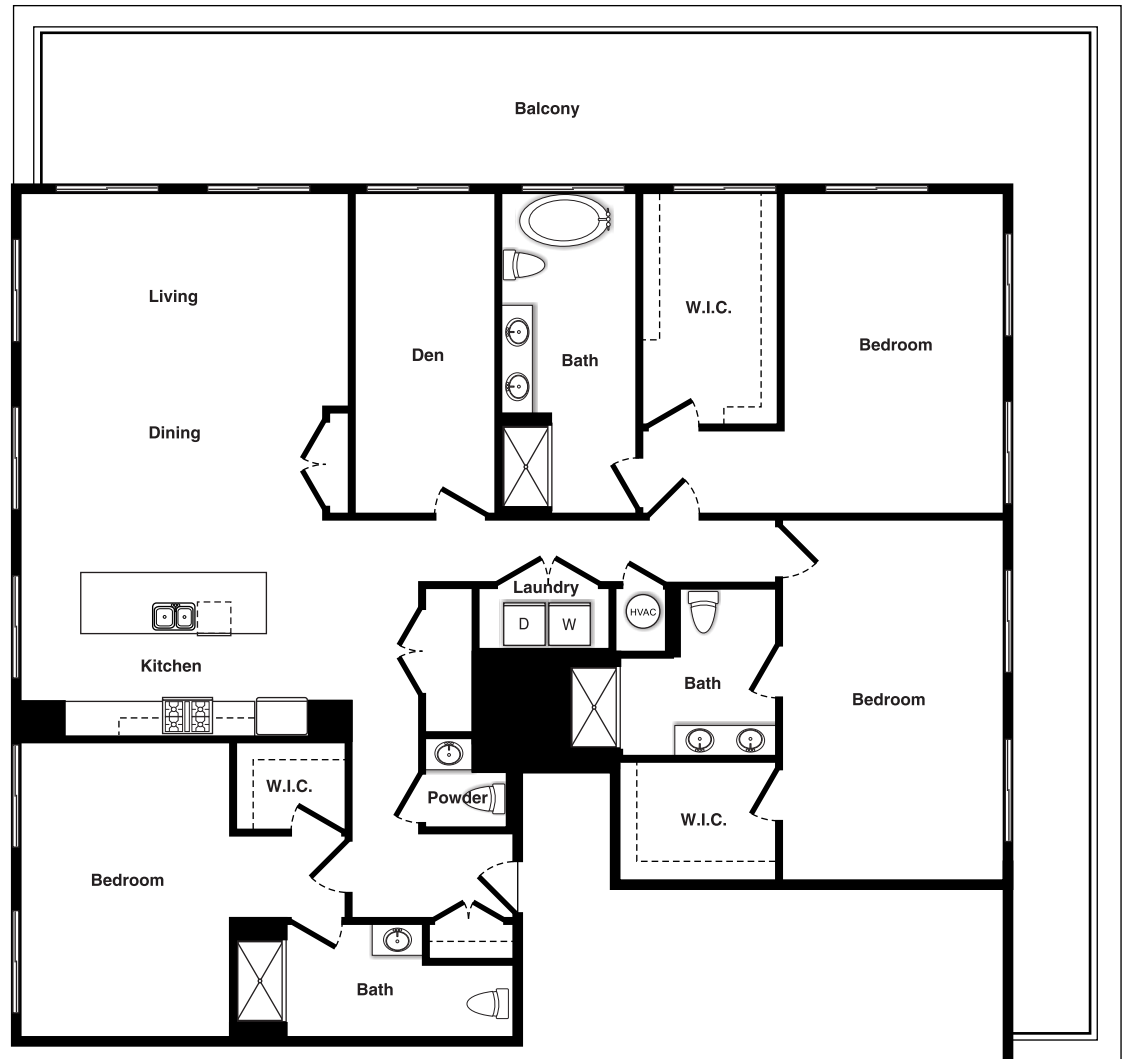 Balcony
Living
W.I.C.
Bedroom
Den
Bath
Dining
Laundry
D
W
HVAC
Kitchen
Bath
Bedroom
W.I.C.
Powder
W.I.C.
Bedroom
Bath